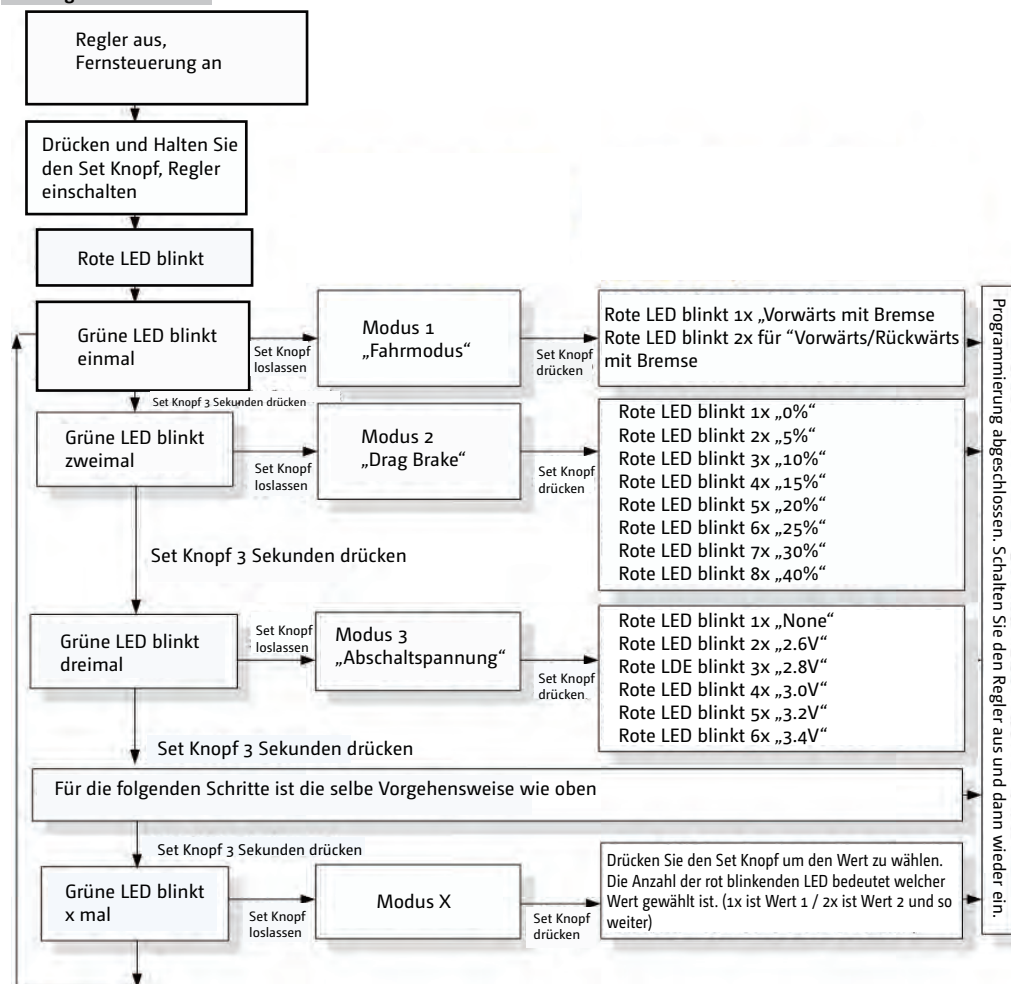 Regler aus,
Fernsteuerung an
Drücken und Halten Sie
den Set Knopf, Regler
einschalten
Rote LED blinkt
Grüne LED blinkt
einmal
Set Knopf
loslassen
Modus 1
„Fahrmodus“
Set Knopf
drücken
Rote LED blinkt 1x „Vorwärts mit Bremse
Rote LED blinkt 2x für “Vorwärts/Rückwärts
mit Bremse
Set Knopf 3 Sekunden drücken
Grüne LED blinkt
zweimal
Set Knopf
loslassen
Modus 2
„Drag Brake“
Set Knopf
drücken
Rote LED blinkt 1x „0%“
Rote LED blinkt 2x „5%“
Rote LED blinkt 3x „10%“
Rote LED blinkt 4x „15%“
Rote LED blinkt 5x „20%“
Rote LED blinkt 6x „25%“
Rote LED blinkt 7x „30%“
Rote LED blinkt 8x „40%“
Set Knopf 3 Sekunden drücken
Grüne LED blinkt
dreimal
Set Knopf
loslassen
Modus 3
„Abschaltspannung“
Set Knopf
drücken
Rote LED blinkt 1x „None“
Rote LED blinkt 2x „2.6V“
Rote LDE blinkt 3x „2.8V“
Rote LED blinkt 4x „3.0V“
Rote LED blinkt 5x „3.2V“
Rote LED blinkt 6x „3.4V“
Set Knopf 3 Sekunden drücken
Für die folgenden Schritte ist die selbe Vorgehensweise wie oben
Set Knopf 3 Sekunden drücken
Grüne LED blinkt
x mal
Set Knopf
loslassen
Modus X
Set Knopf
drücken
Drücken Sie den Set Knopf um den Wert zu wählen.
Die Anzahl der rot blinkenden LED bedeutet welcher
Wert gewählt ist. (1x ist Wert 1 / 2x ist Wert 2 und so
weiter)
Programmierung abgeschlossen. Schalten Sie den Regler aus und dann wieder ein.